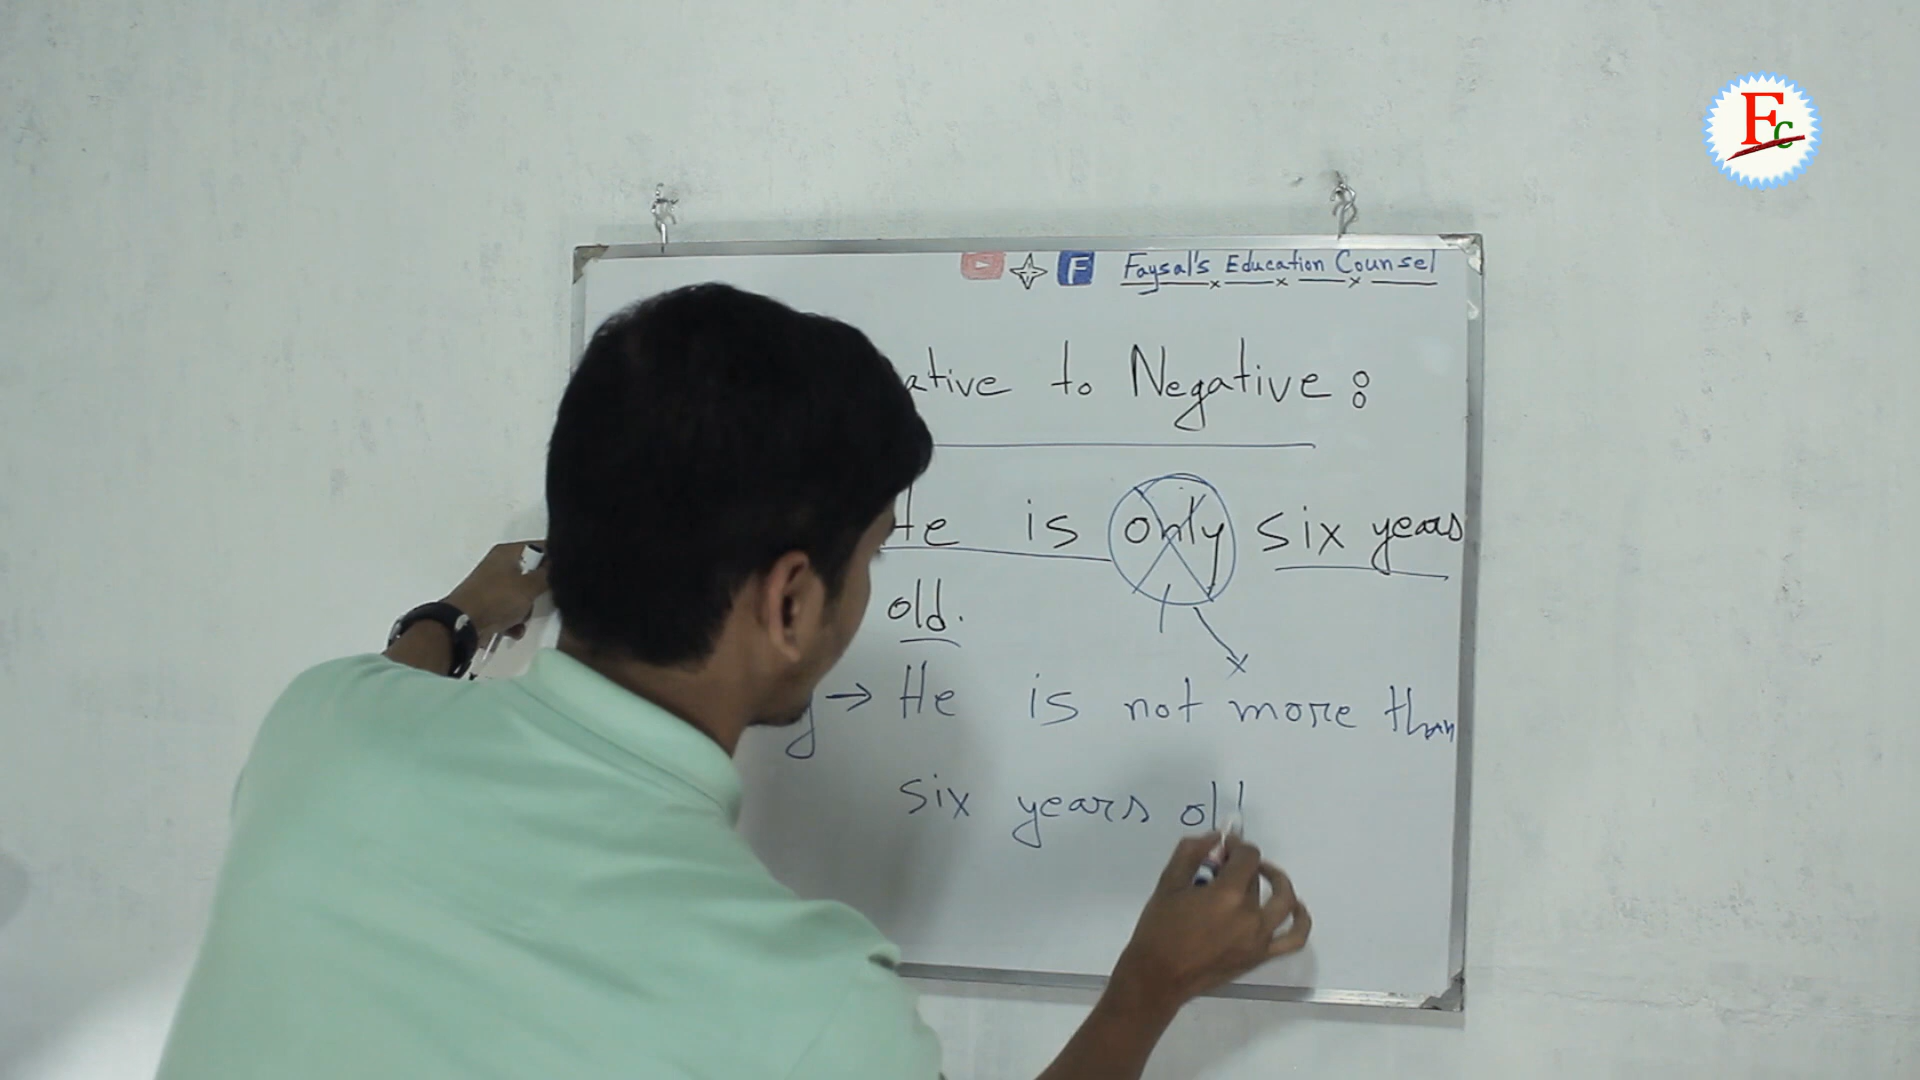 Fc
F Faysal's Education Counsel
ative to Negative:
He is only six years
old.
g → He is not more than
six years old